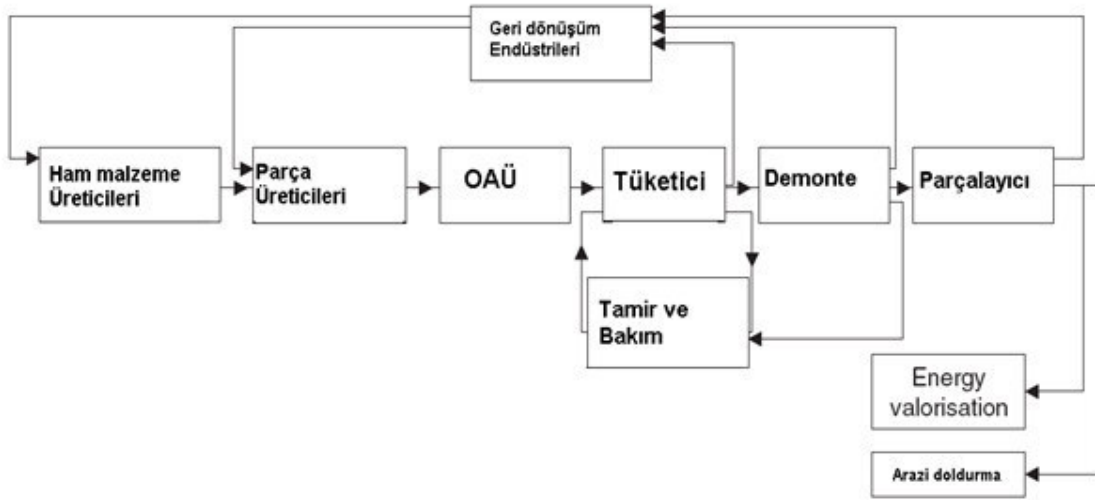 Geri dönüşüm
Endüstrileri
Ham malzeme
Üreticileri
Parça
Üreticileri
OAÜ
Tüketici
Demonte
Parçalayıcı
Tamir ve
Bakım
Energy
valorisation
Arazi doldurma